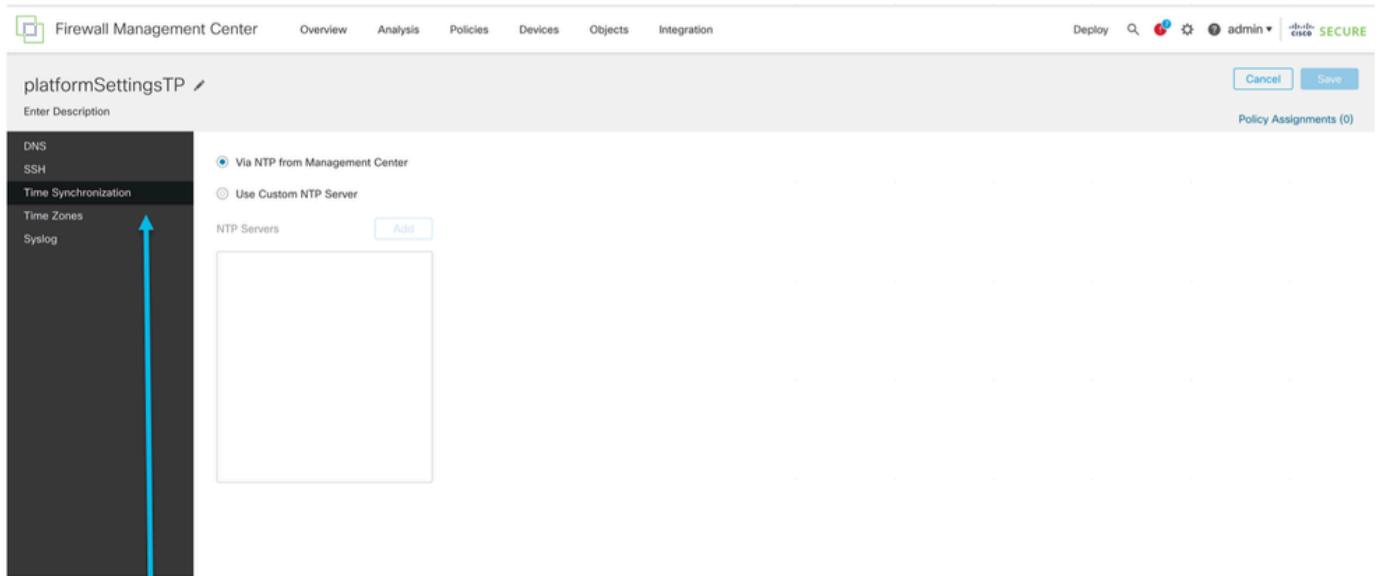 Firewall Management Center Overview Analysis Policies Devices Objects Integration Deploy admin cisco SECURE
platformSettingsTP Cancel Save
Enter Description Policy Assignments (0)
DNS
SSH
Time Synchronization
Time Zones
Syslog
Via NTP from Management Center
Use Custom NTP Server
NTP Servers Add